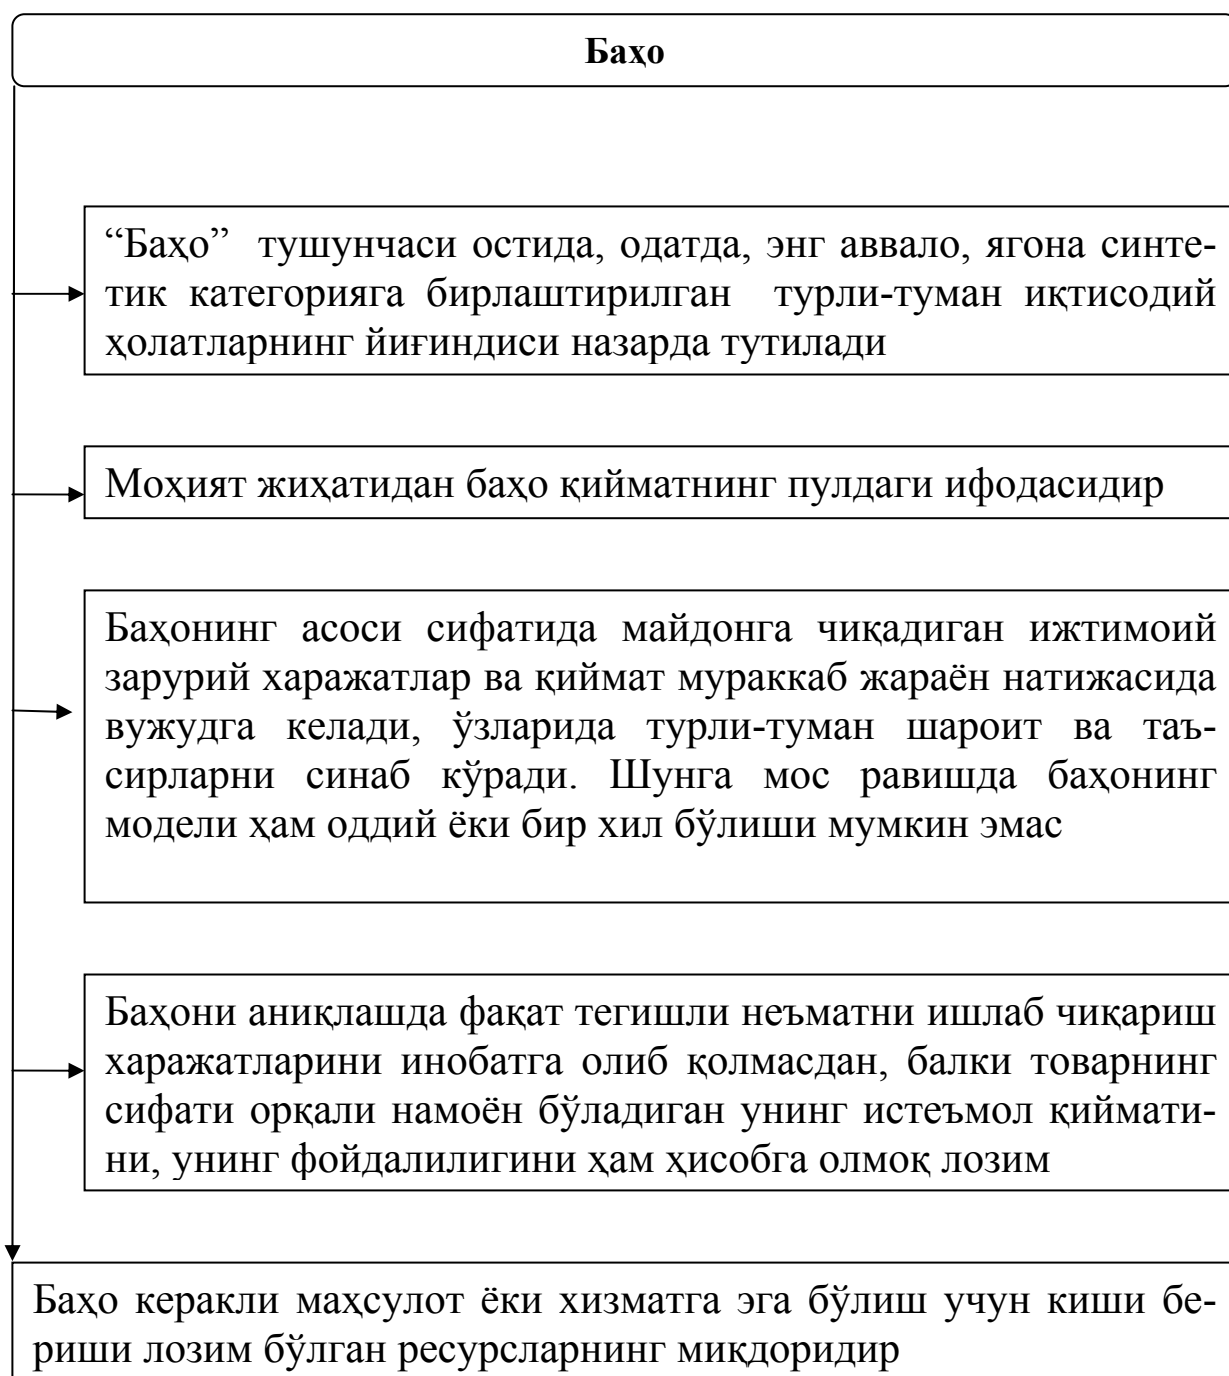 Баҳо
“Баҳо” тушунчаси остида, одатда, энг аввало, ягона синте-
тик категорияга бирлаштирилган турли-туман иқтисодий
ҳолатларнинг йиғиндиси назарда тутилади
Моҳият жиҳатидан баҳо қийматнинг пулдаги ифодасидир
Баҳонинг асоси сифатида майдонга чиқадиган ижтимоий
зарурий харажатлар ва қиймат мураккаб жараён натижасида
вужудга келади, ўзларида турли-туман шароит ва таъ-
сирларни синаб кўради. Шунга мос равишда баҳонинг
модели ҳам оддий ёки бир хил бўлиши мумкин эмас
Баҳони аниқлашда фақат тегишли неъматни ишлаб чиқариш
харажатларини инобатга олиб қолмасдан, балки товарнинг
сифати орқали намоён бўладиган унинг истеъмол қиймати-
ни, унинг фойдалилигини ҳам ҳисобга олмоқ лозим
Баҳо керакли маҳсулот ёки хизматга эга бўлиш учун киши бе-
риши лозим бўлган ресурсларнинг миқдоридир